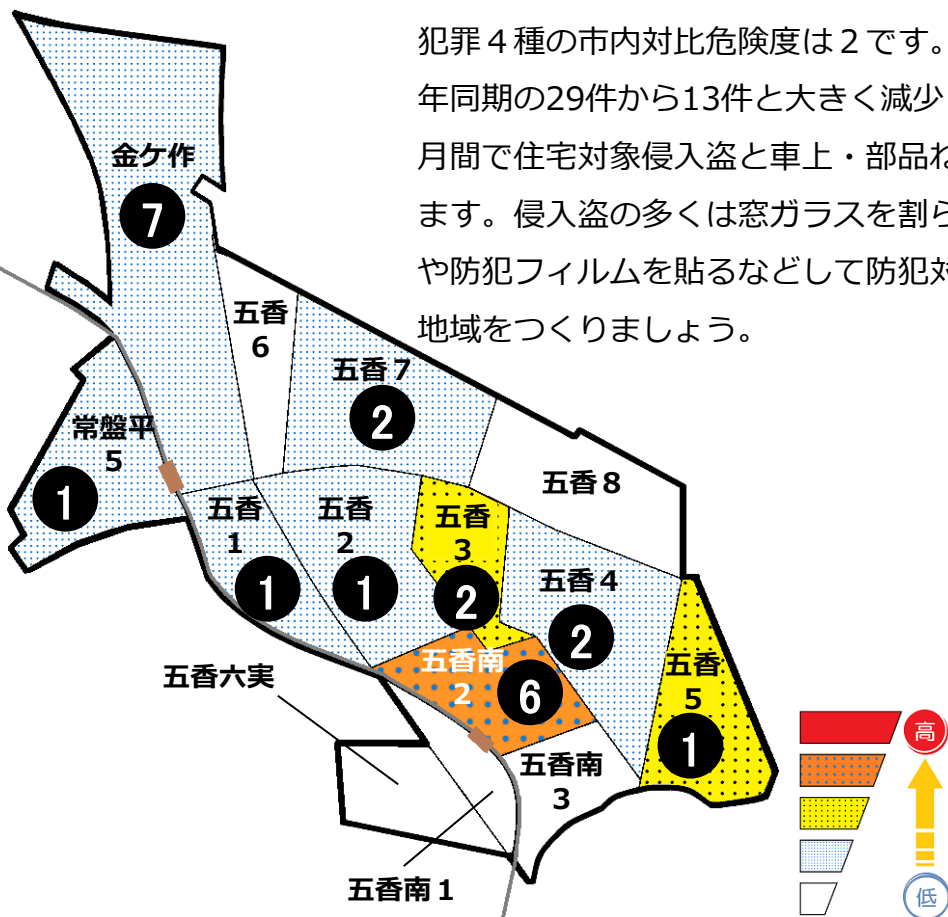 犯罪４種の市内対比危険度は２です。
年同期の29件から13件と大きく減少
月間で住宅対象侵入盗と車上・部品ね
ます。侵入盗の多くは窓ガラスを割ら
や防犯フィルムを貼るなどして防犯対
地域をつくりましょう。
金ケ作
7
五香
6
五香７
2
常盤平
5
1
五香８
五香
1
1
五香
2
1
五香
3
2
五香４
2
五香南
2
6
五香
5
1
五香六実
五香南
3
五香南１
高
低